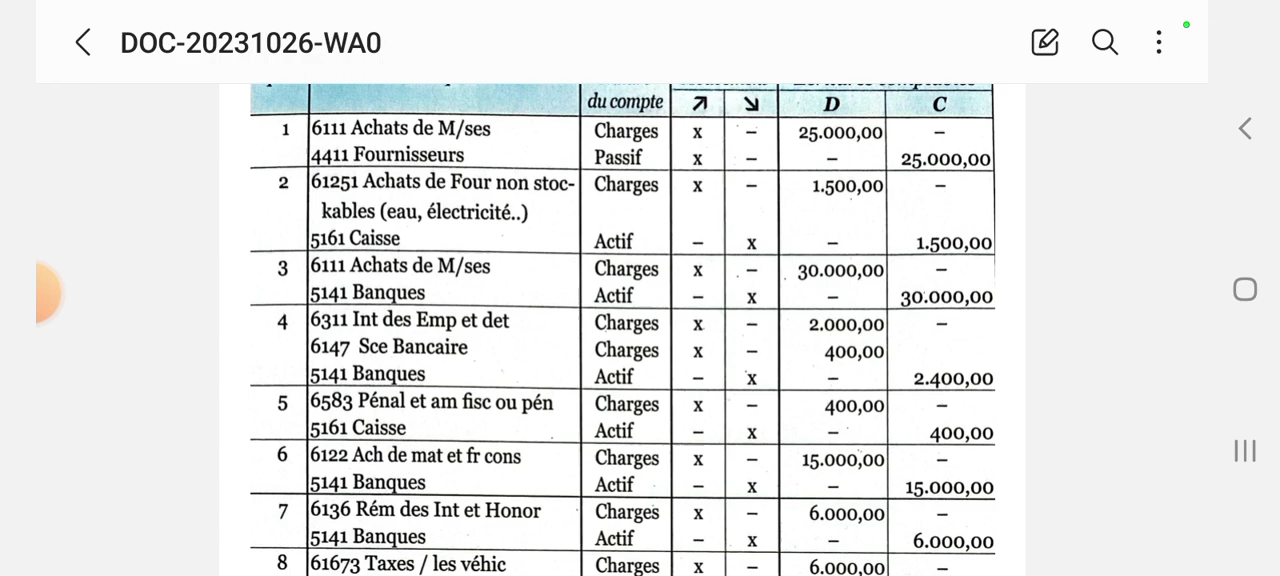 DOC-20231026-WA0
du compte ↗ ↘ D C
1 6111 Achats de M/ses Charges x – 25.000,00 –
4411 Fournisseurs Passif x – – 25.000,00
2 61251 Achats de Four non stoc- Charges x – 1.500,00 –
kables (eau, électricité..)
5161 Caisse Actif – x – 1.500,00
3 6111 Achats de M/ses Charges x – 30.000,00 –
5141 Banques Actif – x – 30.000,00
4 6311 Int des Emp et det Charges x – 2.000,00 –
6147 Sce Bancaire Charges x – 400,00
5141 Banques Actif – x – 2.400,00
5 6583 Pénal et am fisc ou pén Charges x – 400,00 –
5161 Caisse Actif – x – 400,00
6 6122 Ach de mat et fr cons Charges x – 15.000,00 –
5141 Banques Actif – x – 15.000,00
7 6136 Rém des Int et Honor Charges x – 6.000,00 –
5141 Banques Actif – x – 6.000,00
8 61673 Taxes / les véhic Charges x – 6.000,00 –